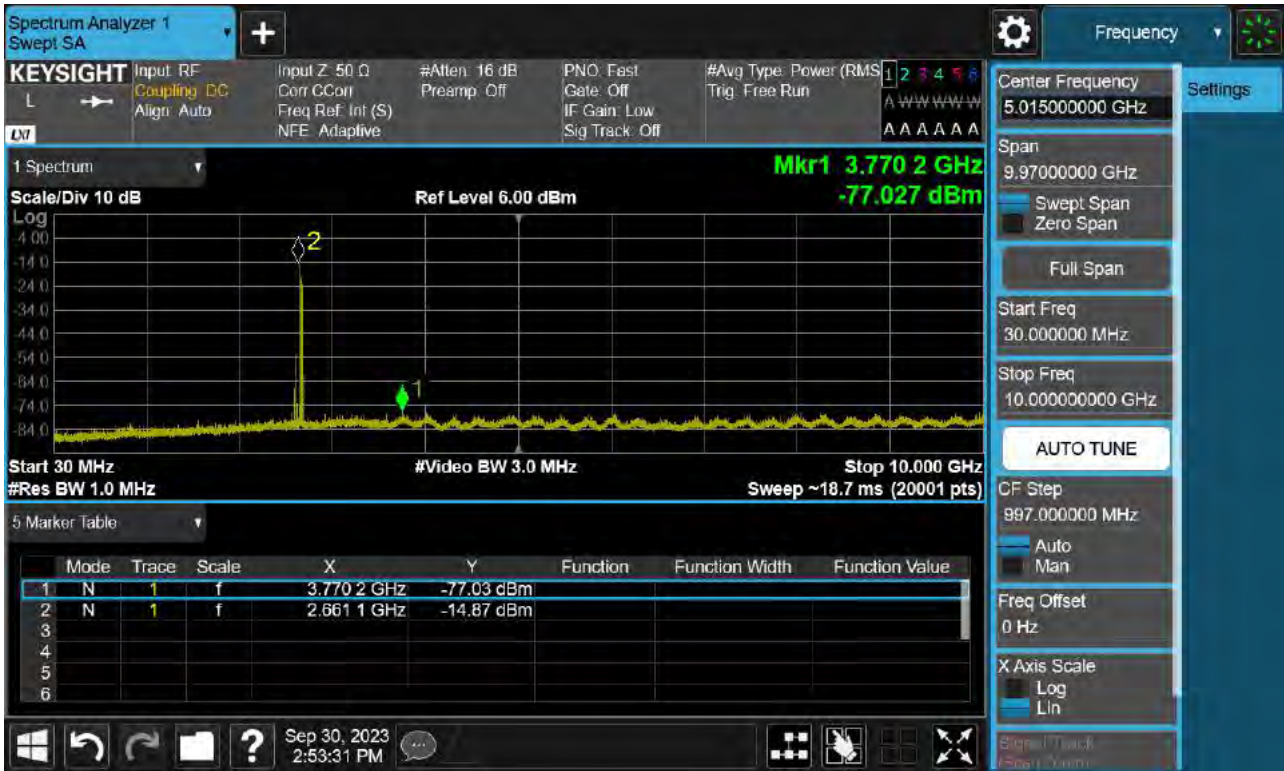 Spectrum Analyzer 1
Swept SA
+
Frequency
KEYSIGHT
L
LXI
Input: RF
Coupling: DC
Align: Auto
Input Z: 50 Ω
Corr CCorr
Freq Ref: Int (S)
NFE: Adaptive
#Atten: 16 dB
Preamp: Off
PNO: Fast
Gate: Off
IF Gain: Low
Sig Track: Off
#Avg Type: Power (RMS
Trig: Free Run
1 2 3 4 5 6
A W W W W W
A A A A A A
1 Spectrum
Scale/Div 10 dB
Ref Level 6.00 dBm
Mkr1 3.770 2 GHz
-77.027 dBm
Log
-4.00
-14.0
-24.0
-34.0
-44.0
-54.0
-64.0
-74.0
-84.0
2
1
Start 30 MHz
#Video BW 3.0 MHz
Stop 10.000 GHz
#Res BW 1.0 MHz
Sweep ~18.7 ms (20001 pts)
5 Marker Table
Mode Trace Scale X Y Function Function Width Function Value
1 N 1 f 3.770 2 GHz -77.03 dBm
2 N 1 f 2.661 1 GHz -14.87 dBm
3
4
5
6
Sep 30, 2023
2:53:31 PM
?
Center Frequency
5.015000000 GHz
Settings
Span
9.97000000 GHz
Swept Span
Zero Span
Full Span
Start Freq
30.000000 MHz
Stop Freq
10.000000000 GHz
AUTO TUNE
CF Step
997.000000 MHz
Auto
Man
Freq Offset
0 Hz
X Axis Scale
Log
Lin
Signal Track